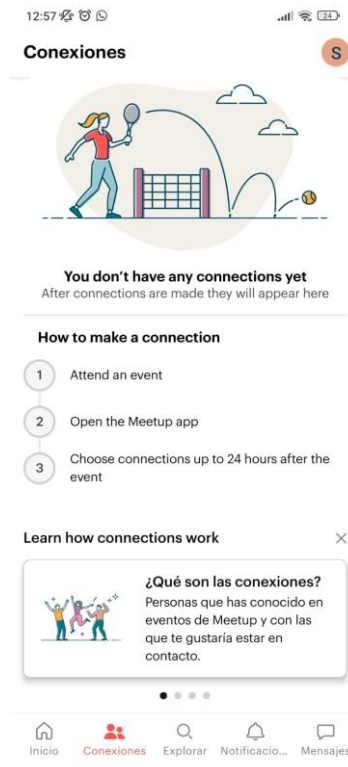 12:57
24
Conexiones
S
You don't have any connections yet
After connections are made they will appear here
How to make a connection
1 Attend an event
2 Open the Meetup app
3 Choose connections up to 24 hours after the
event
Learn how connections work
¿Qué son las conexiones?
Personas que has conocido en
eventos de Meetup y con las
que te gustaría estar en
contacto.
Inicio Conexiones Explorar Notificacio... Mensajes